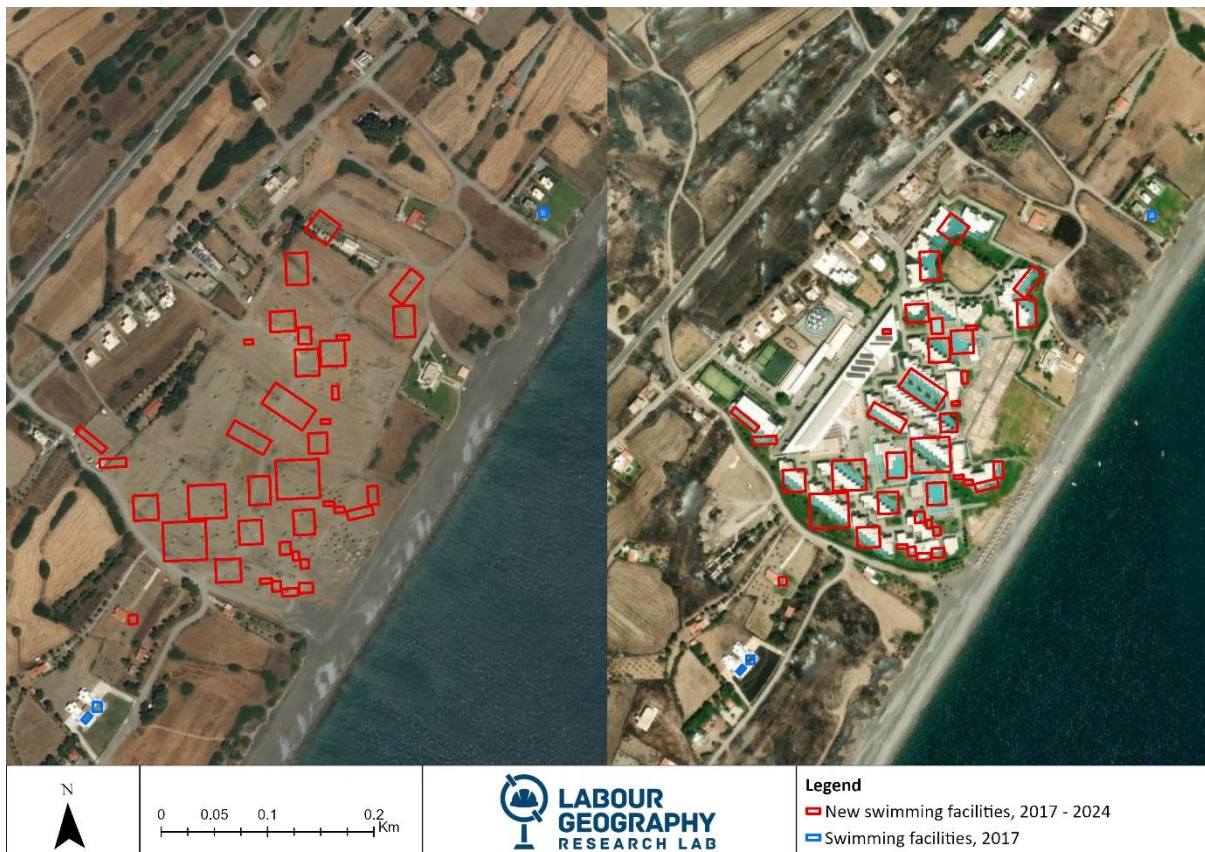 N
0 0.05 0.1 0.2
Km
LABOUR
GEOGRAPHY
RESEARCH LAB
Legend
New swimming facilities, 2017 - 2024
Swimming facilities, 2017